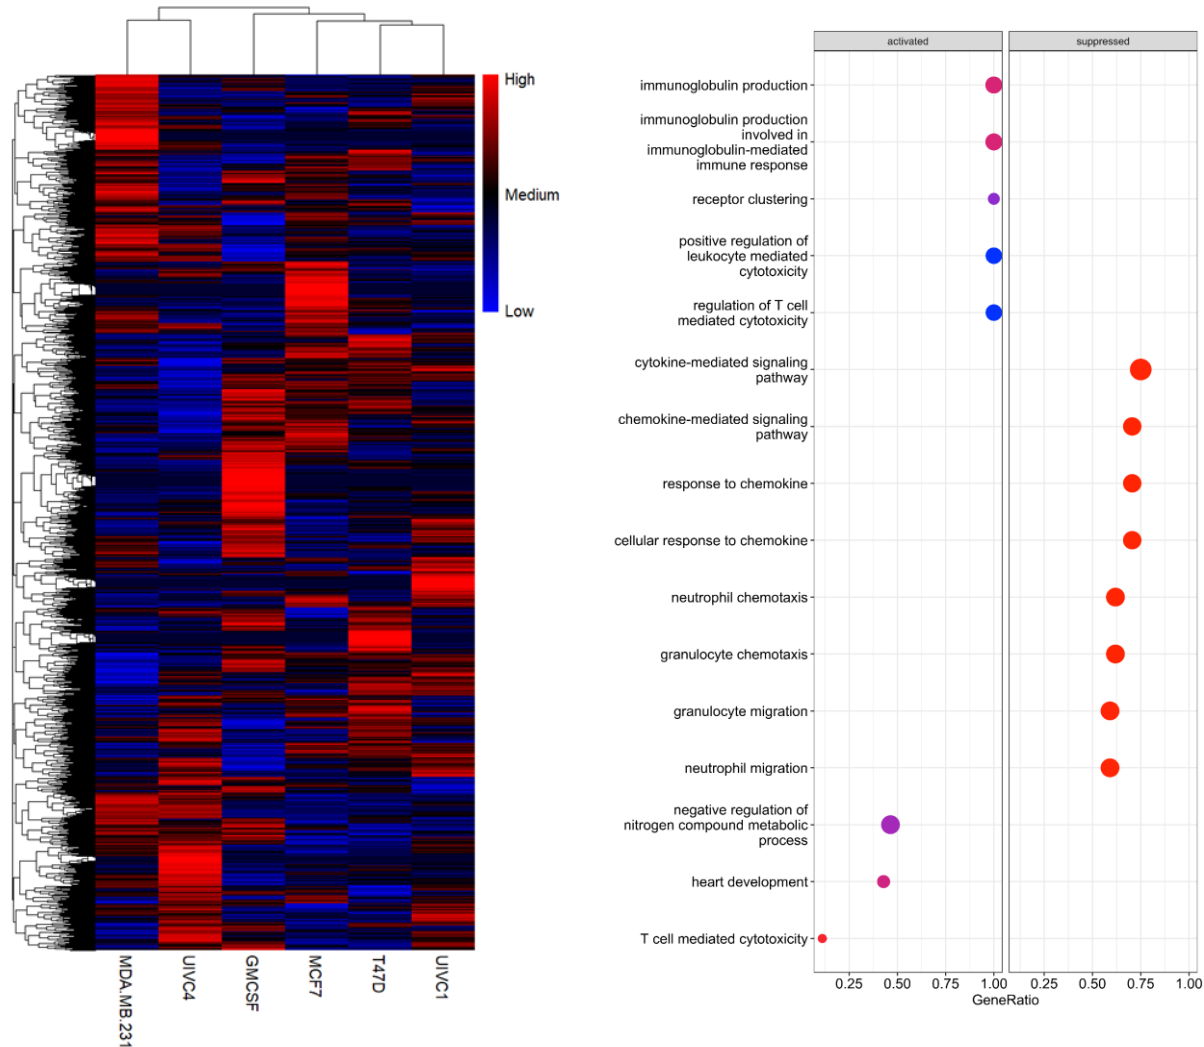 High
Medium
Low
MDA.MB.231
UIVC4
GMCSF
MCF7
T47D
UIVC1
activated
suppressed
immunoglobulin production
immunoglobulin production
involved in
immunoglobulin-mediated
immune response
receptor clustering
positive regulation of
leukocyte mediated
cytotoxicity
regulation of T cell
mediated cytotoxicity
cytokine-mediated signaling
pathway
chemokine-mediated signaling
pathway
response to chemokine
cellular response to chemokine
neutrophil chemotaxis
granulocyte chemotaxis
granulocyte migration
neutrophil migration
negative regulation of
nitrogen compound metabolic
process
heart development
T cell mediated cytotoxicity
0.25 0.50 0.75 1.00 0.25 0.50 0.75 1.00
GeneRatio